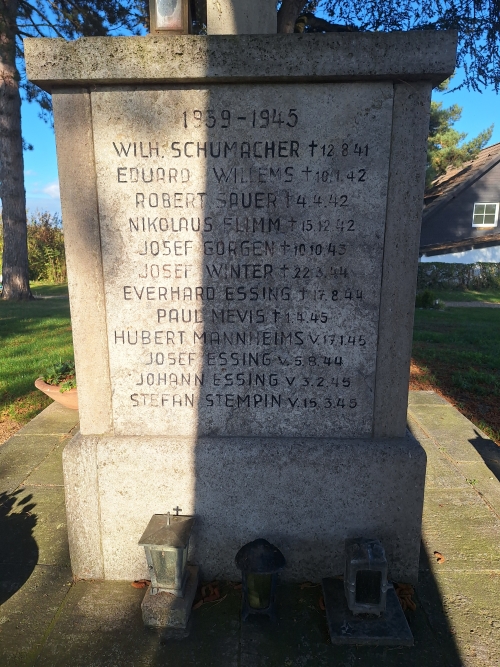 1939-1945
WILH. SCHUMACHER † 12.8.41
EDUARD WILLEMS † 10.1.42
ROBERT SAUER † 4.4.42
NIKOLAUS FLIMM † 15.12.42
JOSEF GÖRGEN † 10.10.43
JOSEF WINTER † 22.3.44
EVERHARD ESSING † 17.8.44
PAUL MEVIS † 1.4.45
HUBERT MANNHEIMS V. 17.1.45
JOSEF ESSING V. 5.8.44
JOHANN ESSING V. 3.2.45
STEFAN STEMPIN V. 15.3.45